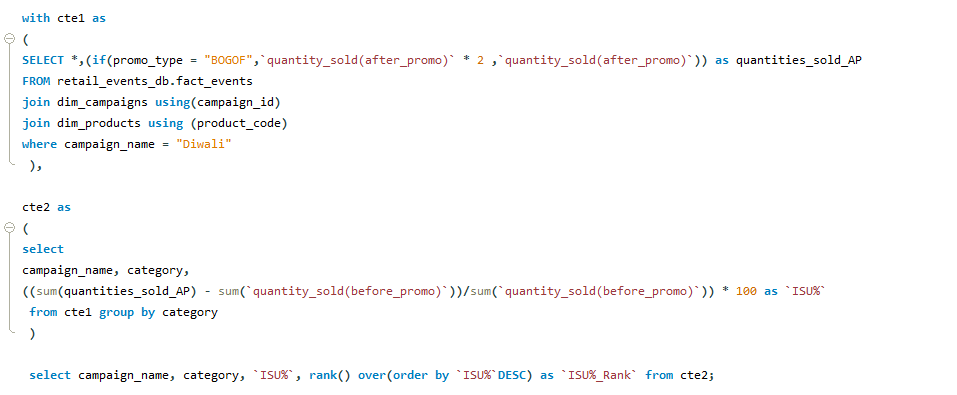 with cte1 as
(
SELECT *,(if(promo_type = "BOGOF",`quantity_sold(after_promo)` * 2 ,`quantity_sold(after_promo)`)) as quantities_sold_AP
FROM retail_events_db.fact_events
join dim_campaigns using(campaign_id)
join dim_products using (product_code)
where campaign_name = "Diwali"
),
cte2 as
(
select
campaign_name, category,
((sum(quantities_sold_AP) - sum(`quantity_sold(before_promo)`))/sum(`quantity_sold(before_promo)`)) * 100 as `ISU%`
from cte1 group by category
)
select campaign_name, category, `ISU%`, rank() over(order by `ISU%`DESC) as `ISU%_Rank` from cte2;